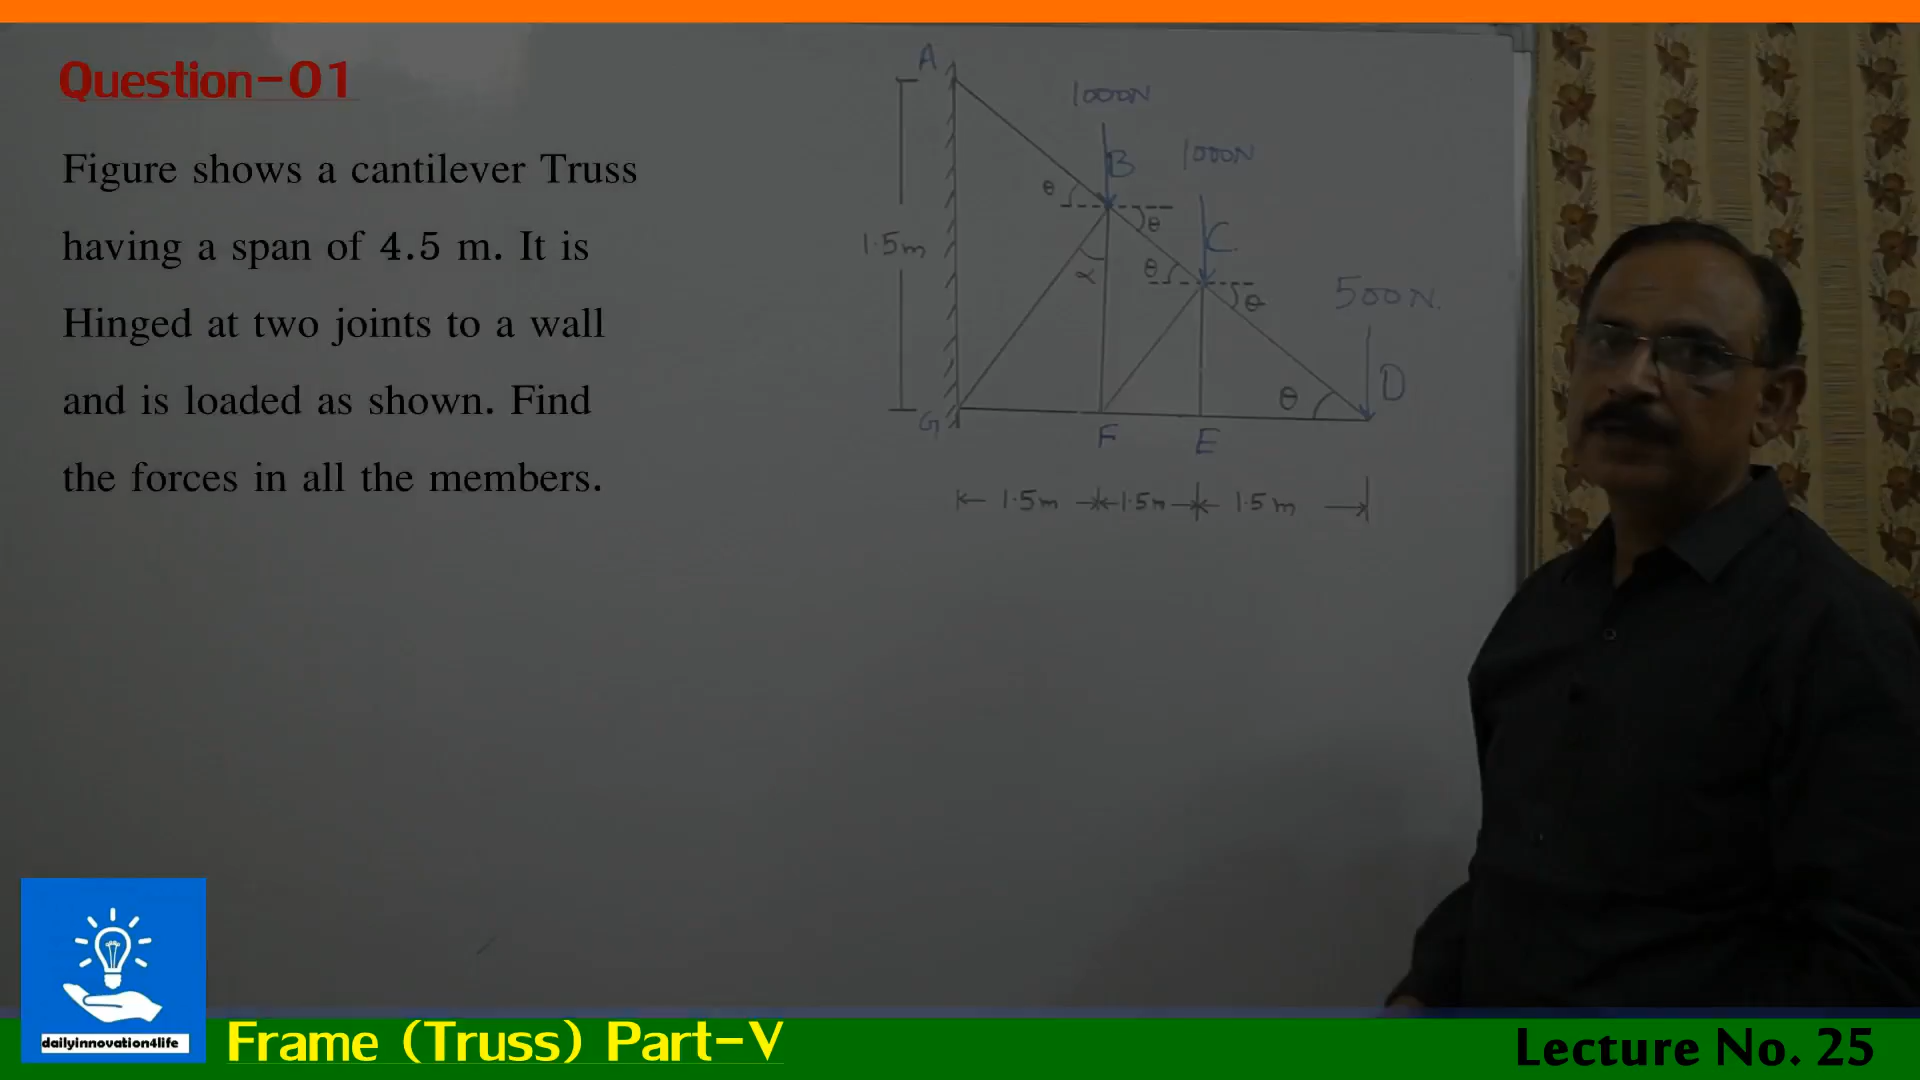 Question-01
Figure shows a cantilever Truss
having a span of 4.5 m. It is
Hinged at two joints to a wall
and is loaded as shown. Find
the forces in all the members.
A
1000N
B
1000N
θ
θ
C
1.5m
α
θ
θ
500N.
θ
D
G
F
E
1.5m
1.5m
1.5m
dailyinnovation4life
Frame (Truss) Part-V
Lecture No. 25